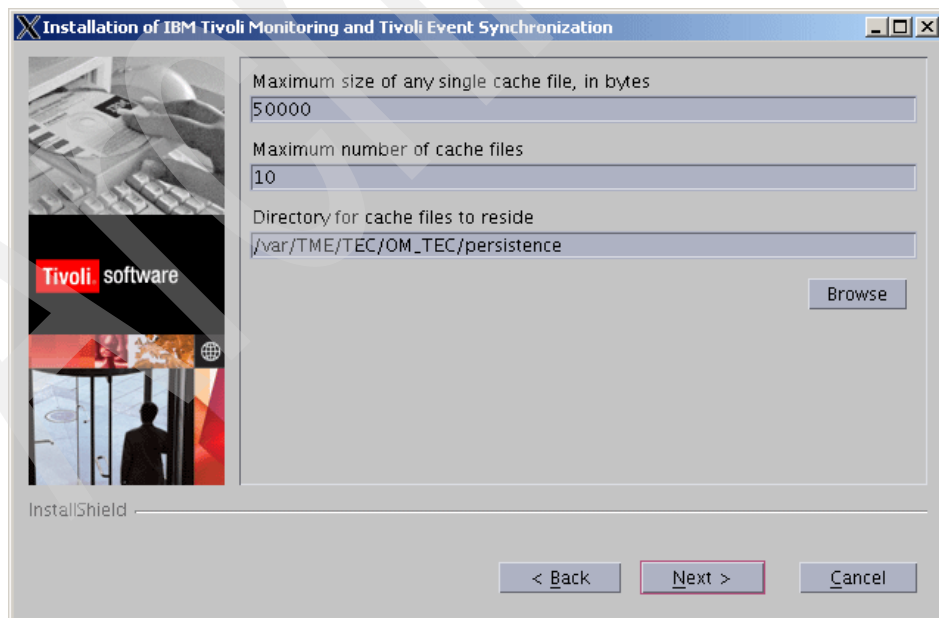 Installation of IBM Tivoli Monitoring and Tivoli Event Synchronization
Maximum size of any single cache file, in bytes
50000
Maximum number of cache files
10
Directory for cache files to reside
/var/TME/TEC/OM_TEC/persistence
Browse
Tivoli. software
InstallShield
< Back
Next >
Cancel